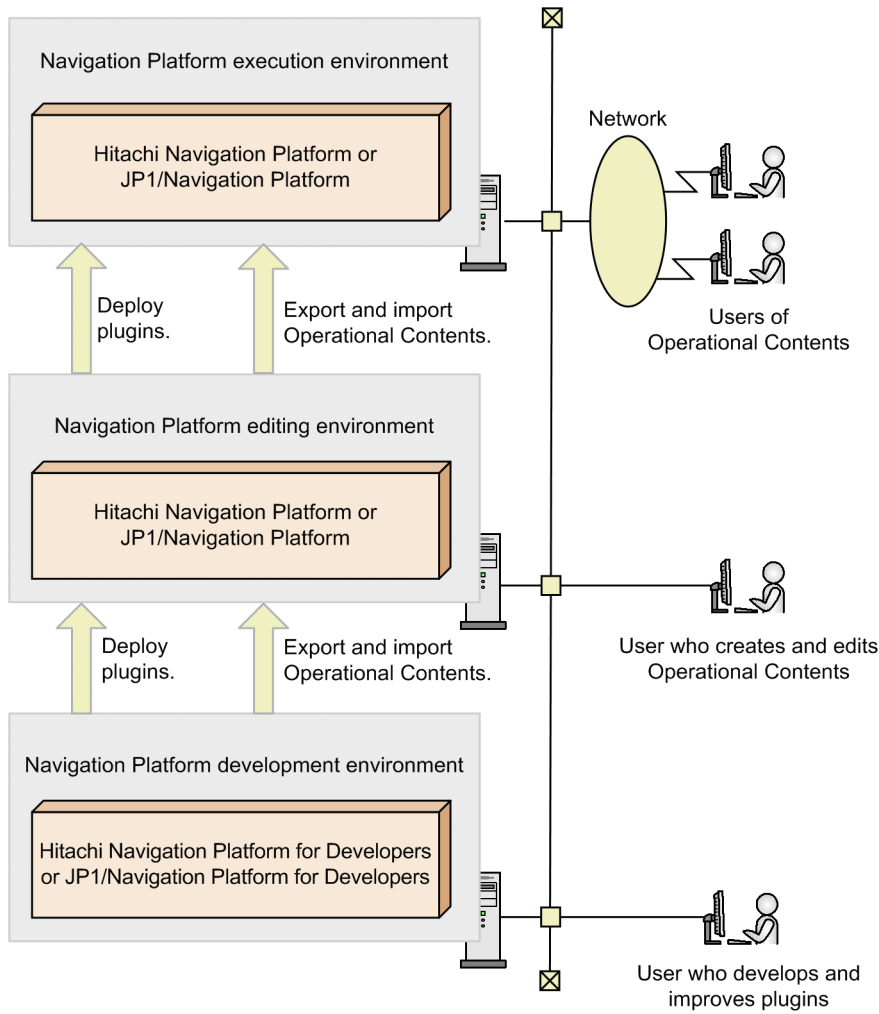 Navigation Platform execution environment
Hitachi Navigation Platform or
JP1/Navigation Platform
Network
Users of
Operational Contents
Deploy
plugins.
Export and import
Operational Contents.
Navigation Platform editing environment
Hitachi Navigation Platform or
JP1/Navigation Platform
User who creates and edits
Operational Contents
Deploy
plugins.
Export and import
Operational Contents.
Navigation Platform development environment
Hitachi Navigation Platform for Developers
or JP1/Navigation Platform for Developers
User who develops and
improves plugins